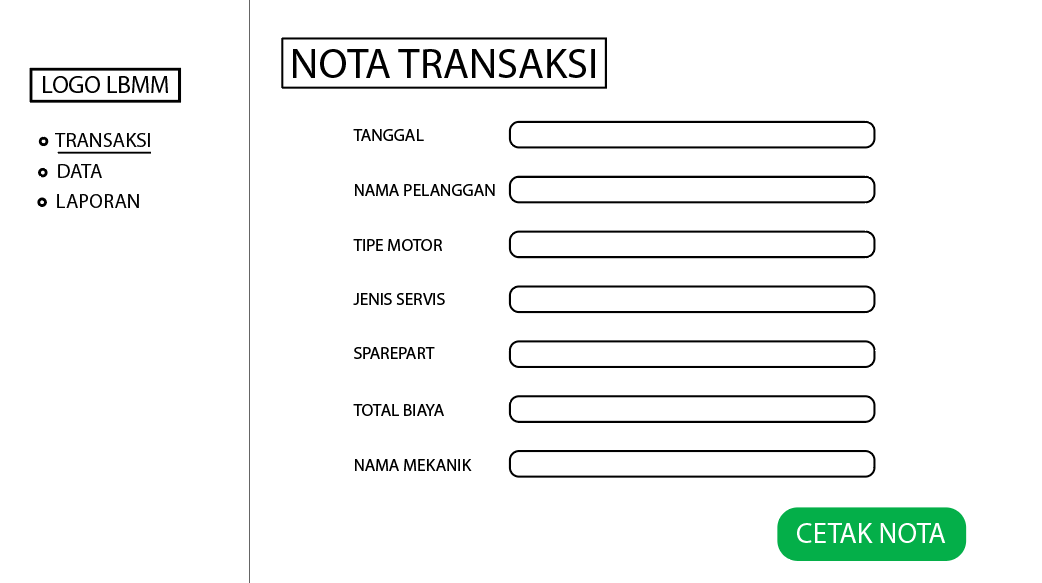 LOGO LBMM
TRANSAKSI
DATA
LAPORAN
NOTA TRANSAKSI
TANGGAL
NAMA PELANGGAN
TIPE MOTOR
JENIS SERVIS
SPAREPART
TOTAL BIAYA
NAMA MEKANIK
CETAK NOTA